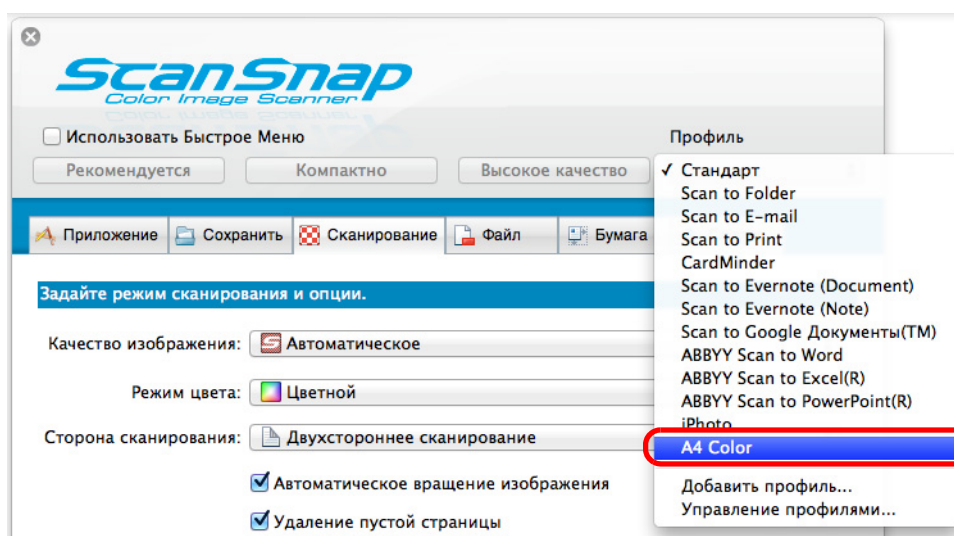 ScanSnap
Color Image Scanner
Использовать Быстрое Меню
Профиль
Рекомендуется
Компактно
Высокое качество
✓ Стандарт
Scan to Folder
Scan to E-mail
Scan to Print
CardMinder
Scan to Evernote (Document)
Scan to Evernote (Note)
Scan to Google Документы(TM)
ABBYY Scan to Word
ABBYY Scan to Excel(R)
ABBYY Scan to PowerPoint(R)
iPhoto
A4 Color
Добавить профиль...
Управление профилями...
Приложение
Сохранить
Сканирование
Файл
Бумага
Задайте режим сканирования и опции.
Качество изображения: Автоматическое
Режим цвета: Цветной
Сторона сканирования: Двухстороннее сканирование
Автоматическое вращение изображения
Удаление пустой страницы